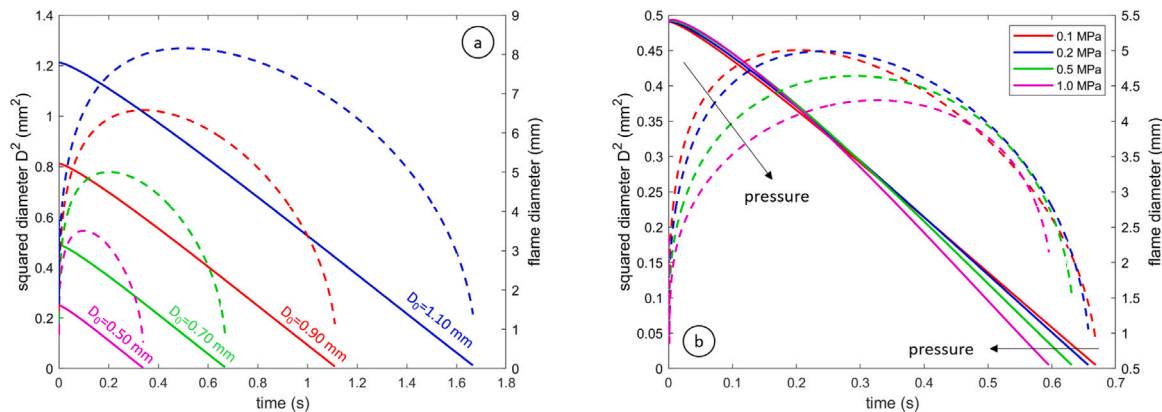 1.4
1.2
1
0.8
0.6
0.4
0.2
0
squared diameter D² (mm²)
0 0.2 0.4 0.6 0.8 1.0 1.2 1.4 1.6 1.8
time (s)
9
8
7
6
5
4
3
2
1
0
flame diameter (mm)
a
D₀=0.50 mm
D₀=0.70 mm
D₀=0.90 mm
D₀=1.10 mm
0.5
0.45
0.4
0.35
0.3
0.25
0.2
0.15
0.1
0.05
0
squared diameter D² (mm²)
0 0.1 0.2 0.3 0.4 0.5 0.6 0.7
time (s)
5.5
5
4.5
4
3.5
3
2.5
2
1.5
1
0.5
flame diameter (mm)
0.1 MPa
0.2 MPa
0.5 MPa
1.0 MPa
pressure
pressure
b